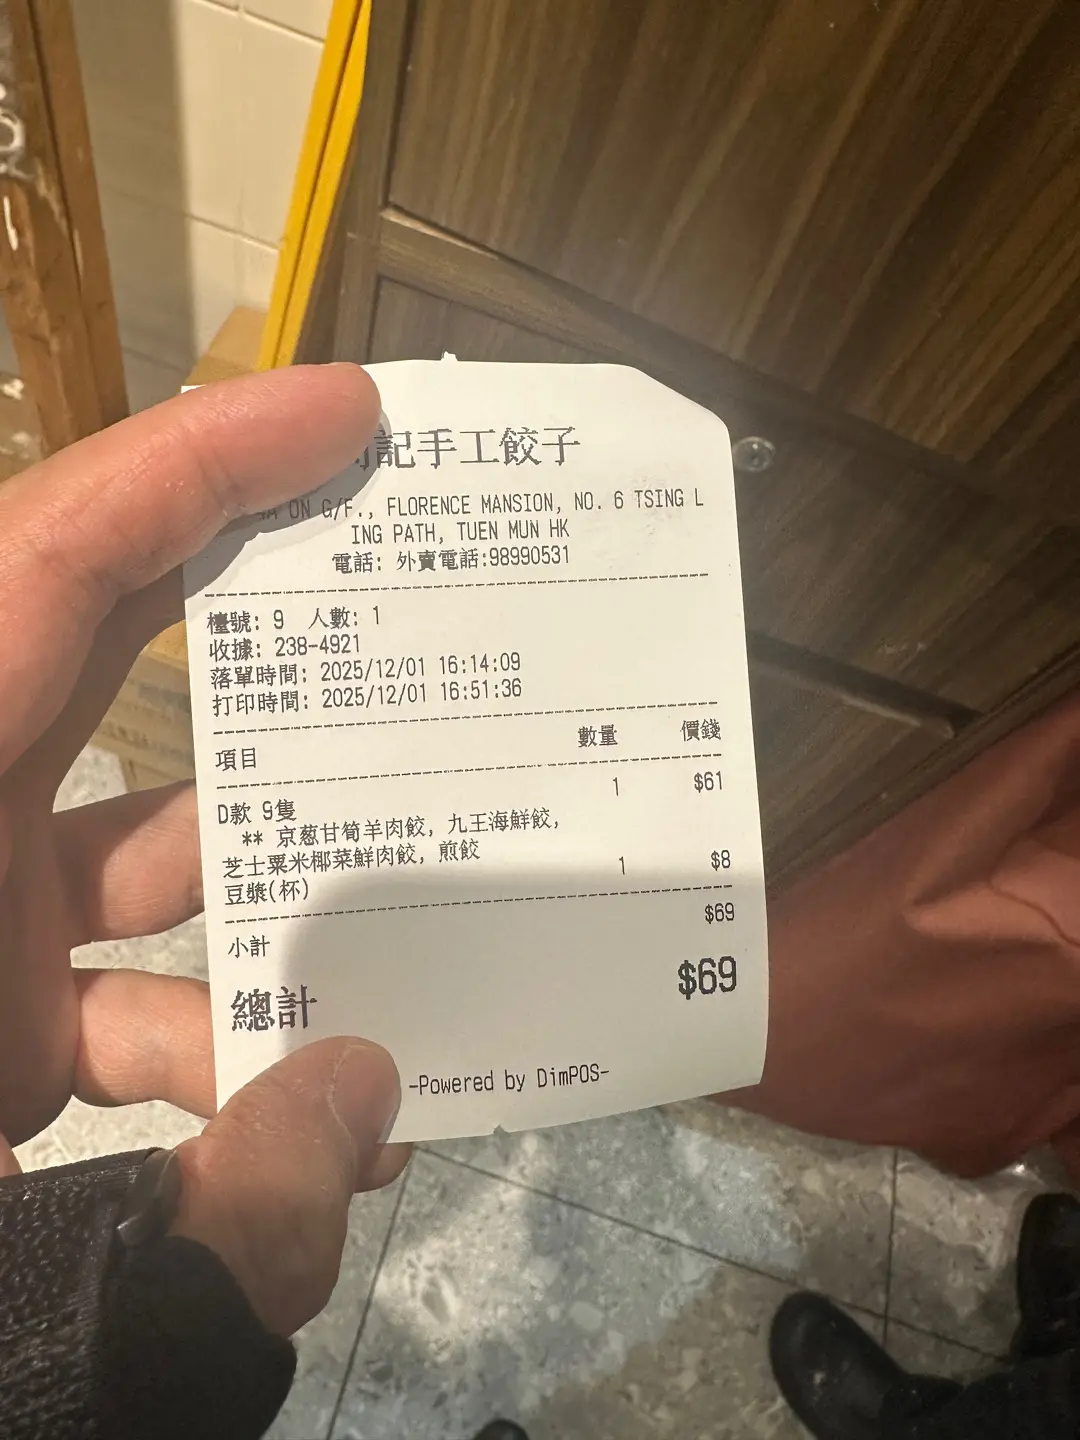 記手工餃子
ON G/F., FLORENCE MANSION, NO. 6 TSING L
ING PATH, TUEN MUN HK
電話: 外賣電話:98990531
檯號: 9 人數: 1
收據: 238-4921
落單時間: 2025/12/01 16:14:09
打印時間: 2025/12/01 16:51:36
項目 數量 價錢
D款 9隻 1 $61
** 京葱甘筍羊肉餃, 九王海鮮餃,
芝士粟米椰菜鮮肉餃, 煎餃
豆漿(杯) 1 $8
小計 $69
總計 $69
-Powered by DimPOS-